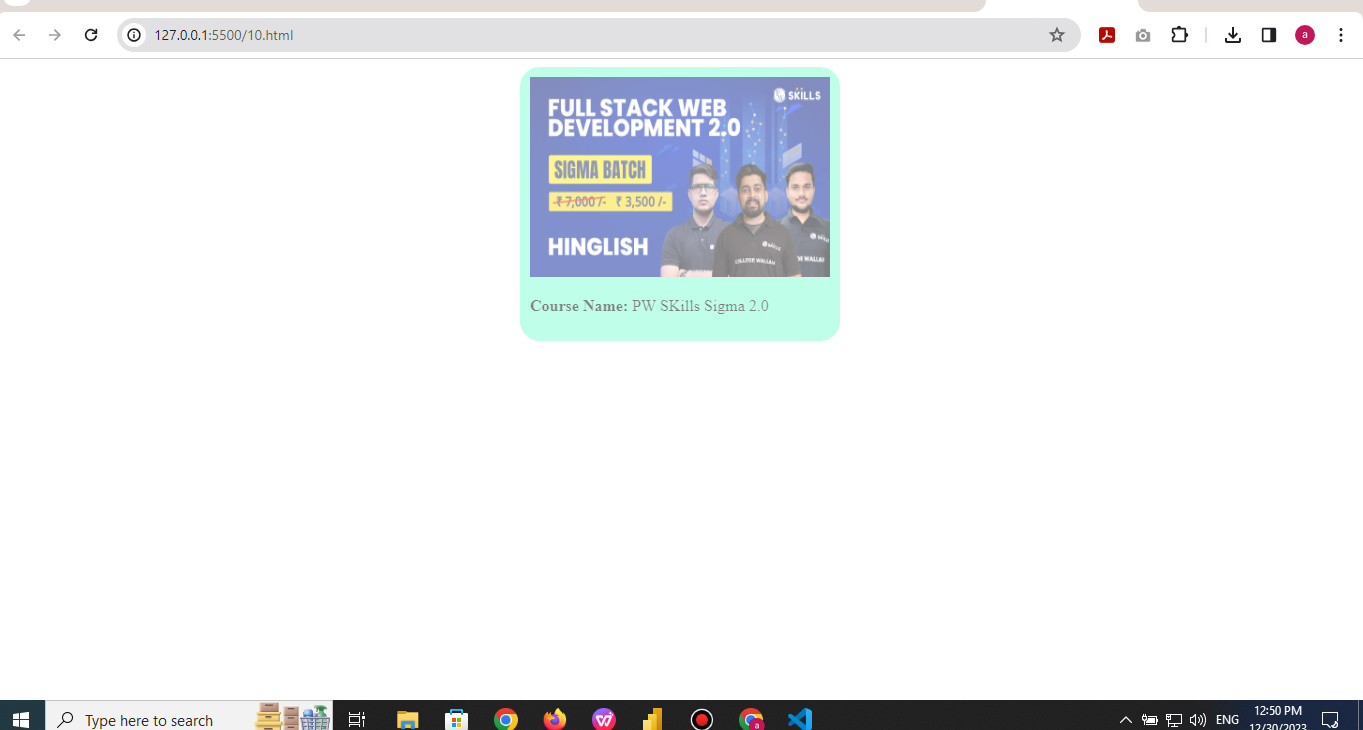 127.0.0.1:5500/10.html
a
SKILLS
FULL STACK WEB
DEVELOPMENT 2.0
SIGMA BATCH
₹ 7,000 /- ₹ 3,500 /-
HINGLISH
SKILLS
COLLEGE WALLAH
Course Name: PW SKills Sigma 2.0
Type here to search
a
ENG
12:50 PM
12/30/2023